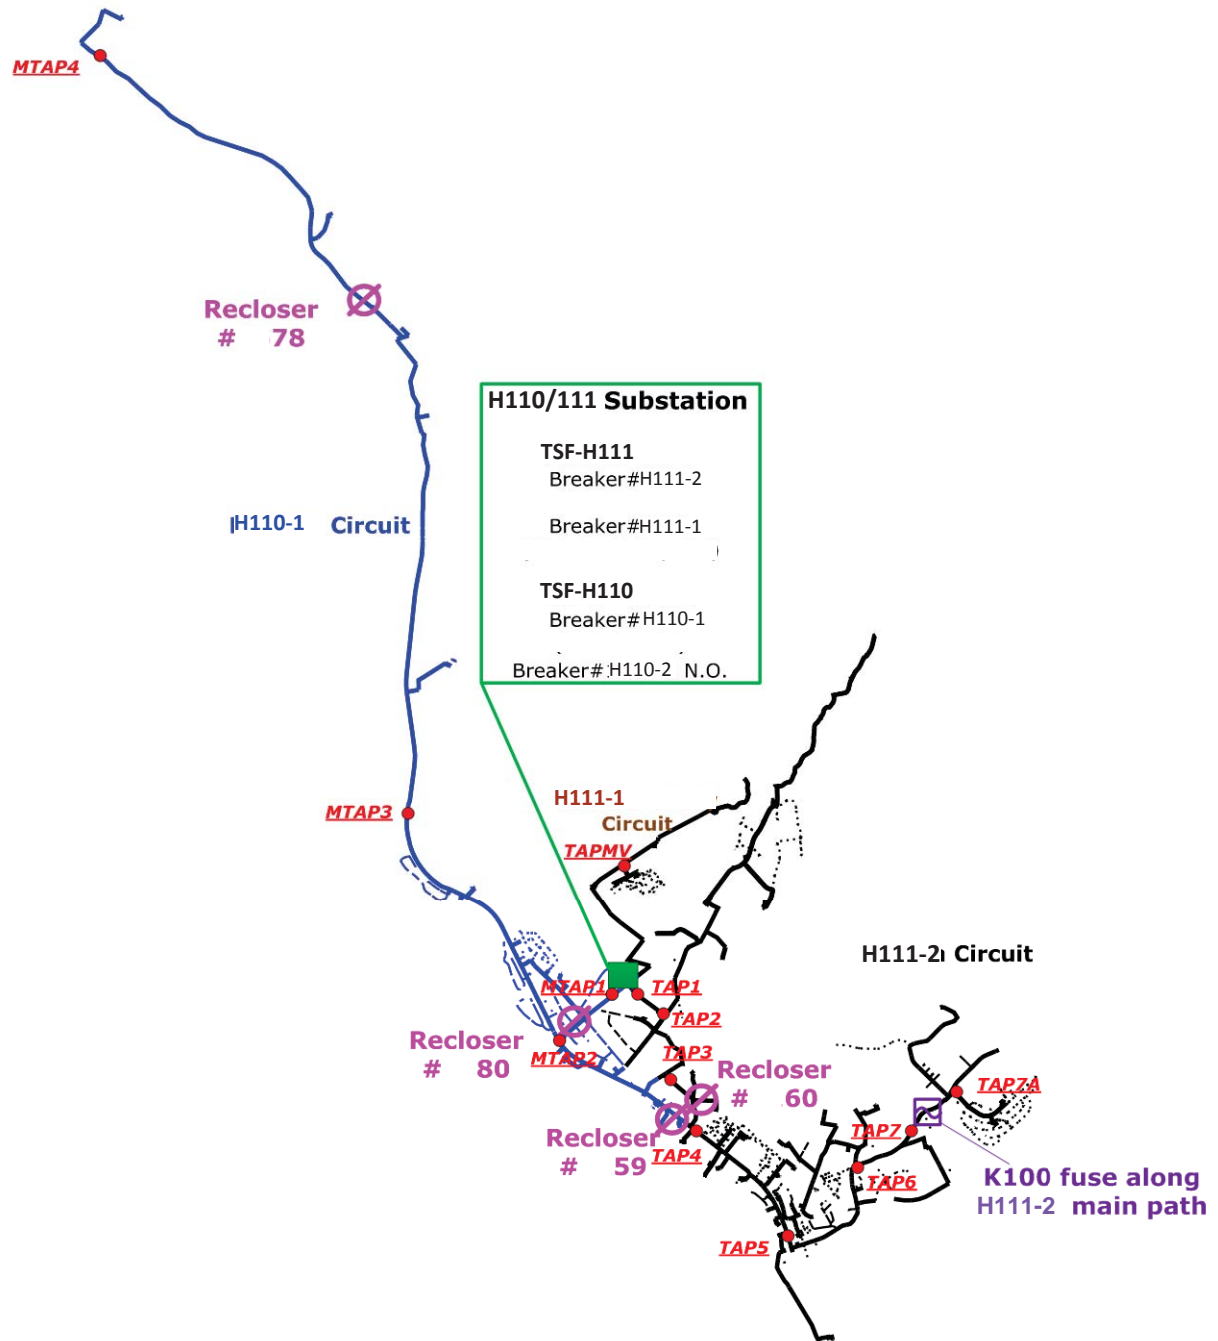 MTAP4
Recloser
# 78
H110/111 Substation
TSF-H111
Breaker#H111-2
Breaker#H111-1
TSF-H110
Breaker#H110-1
Breaker# H110-2 N.O.
H110-1 Circuit
MTAP3
H111-1
Circuit
TAPMV
H111-2 Circuit
MTAP1
TAP1
TAP2
Recloser
# 80
MTAP2
TAP3
Recloser
# 60
TAP7A
TAP7
Recloser
# 59
TAP4
TAP6
K100 fuse along
H111-2 main path
TAP5